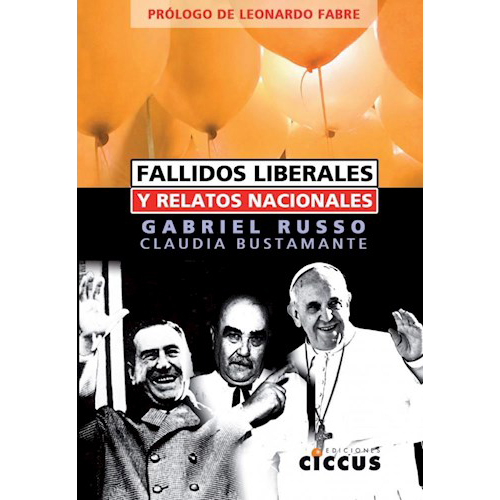 PRÓLOGO DE LEONARDO FABRE
FALLIDOS LIBERALES
Y RELATOS NACIONALES
GABRIEL RUSSO
CLAUDIA BUSTAMANTE
EDICIONES
CICCUS